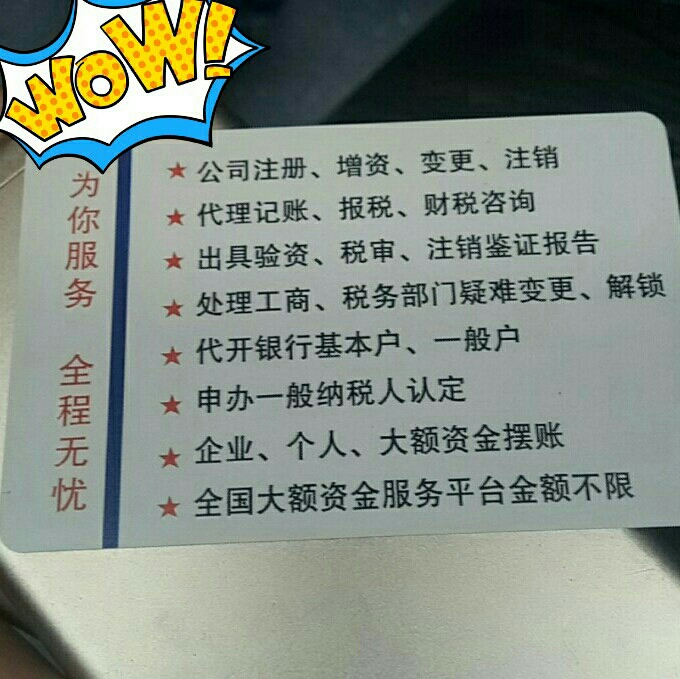 WOW!
为你服务 全程无忧
★ 公司注册、增资、变更、注销
★ 代理记账、报税、财税咨询
★ 出具验资、税审、注销鉴证报告
★ 处理工商、税务部门疑难变更、解锁
★ 代开银行基本户、一般户
★ 申办一般纳税人认定
★ 企业、个人、大额资金摆账
★ 全国大额资金服务平台金额不限